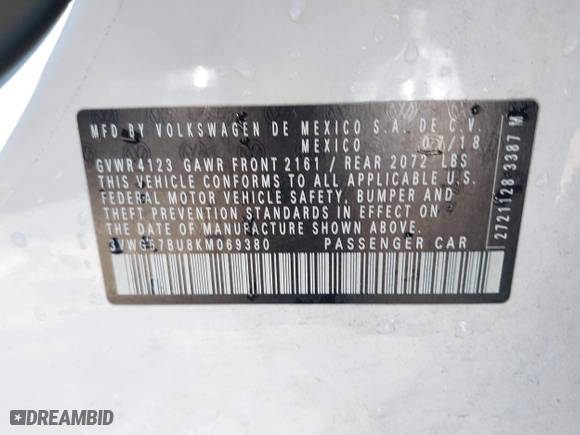 MFD BY VOLKSWAGEN DE MEXICO S.A. DE C.V.
MEXICO 07/18
GVWR 4123 GAWR FRONT 2161 / REAR 2072 LBS
THIS VEHICLE CONFORMS TO ALL APPLICABLE U.S.
FEDERAL MOTOR VEHICLE SAFETY, BUMPER AND
THEFT PREVENTION STANDARDS IN EFFECT ON THE
DATE OF MANUFACTURE SHOWN ABOVE.
PASSENGER CAR
2721128 3387 M
DREAMBID